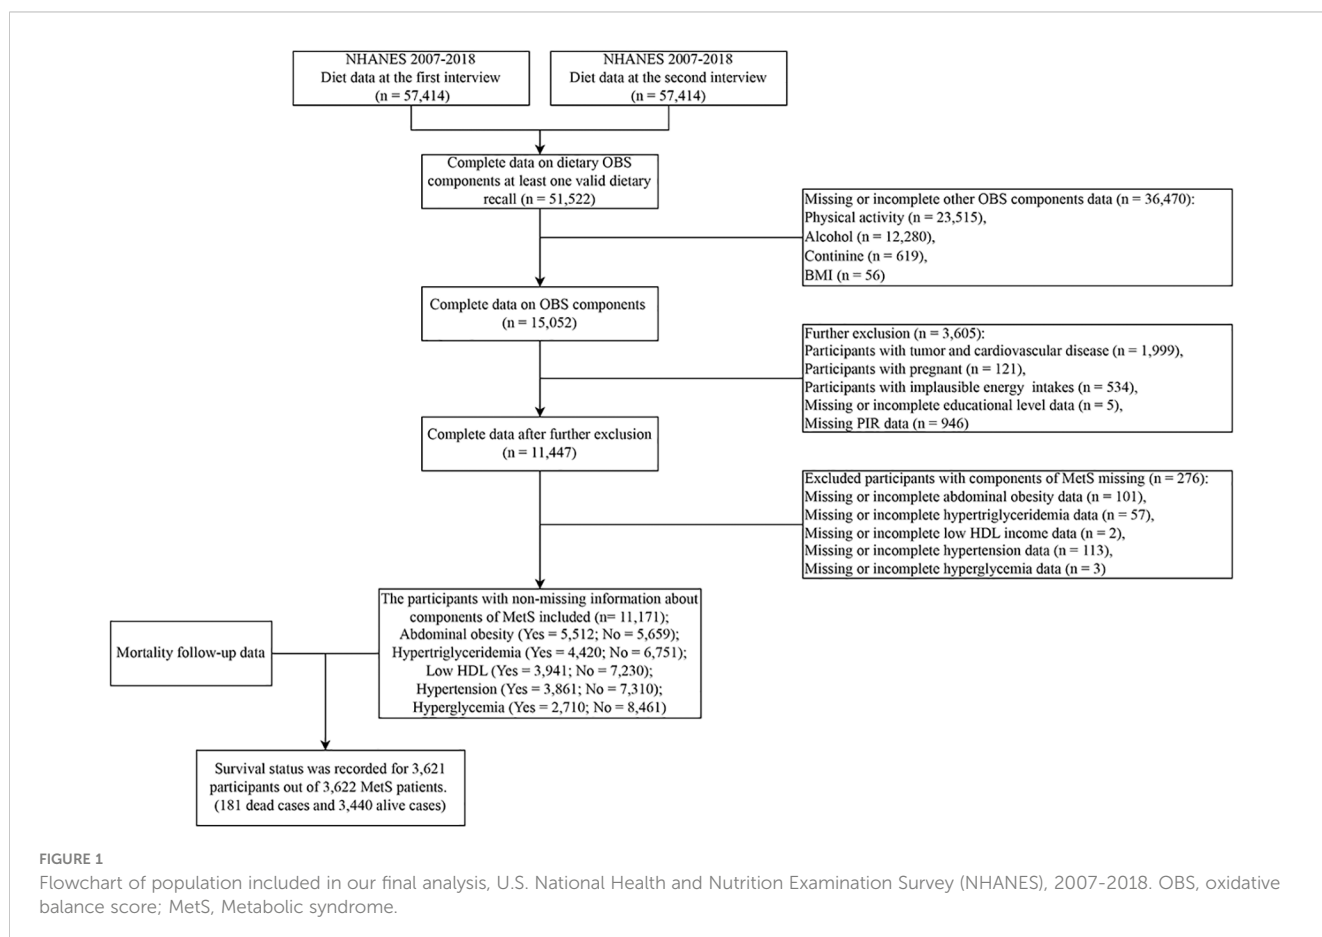 NHANES 2007-2018
Diet data at the first interview
(n = 57,414)
NHANES 2007-2018
Diet data at the second interview
(n = 57,414)
Complete data on dietary OBS
components at least one valid dietary
recall (n = 51,522)
Missing or incomplete other OBS components data (n = 36,470):
Physical activity (n = 23,515),
Alcohol (n = 12,280),
Continine (n = 619),
BMI (n = 56)
Complete data on OBS components
(n = 15,052)
Further exclusion (n = 3,605):
Participants with tumor and cardiovascular disease (n = 1,999),
Participants with pregnant (n = 121),
Participants with implausible energy intakes (n = 534),
Missing or incomplete educational level data (n = 5),
Missing PIR data (n = 946)
Complete data after further exclusion
(n = 11,447)
Excluded participants with components of MetS missing (n = 276):
Missing or incomplete abdominal obesity data (n = 101),
Missing or incomplete hypertriglyceridemia data (n = 57),
Missing or incomplete low HDL income data (n = 2),
Missing or incomplete hypertension data (n = 113),
Missing or incomplete hyperglycemia data (n = 3)
The participants with non-missing information about
components of MetS included (n= 11,171);
Abdominal obesity (Yes = 5,512; No = 5,659);
Hypertriglyceridemia (Yes = 4,420; No = 6,751);
Low HDL (Yes = 3,941; No = 7,230);
Hypertension (Yes = 3,861; No = 7,310);
Hyperglycemia (Yes = 2,710; No = 8,461)
Mortality follow-up data
Survival status was recorded for 3,621
participants out of 3,622 MetS patients.
(181 dead cases and 3,440 alive cases)
FIGURE 1
Flowchart of population included in our final analysis, U.S. National Health and Nutrition Examination Survey (NHANES), 2007-2018. OBS, oxidative
balance score; MetS, Metabolic syndrome.